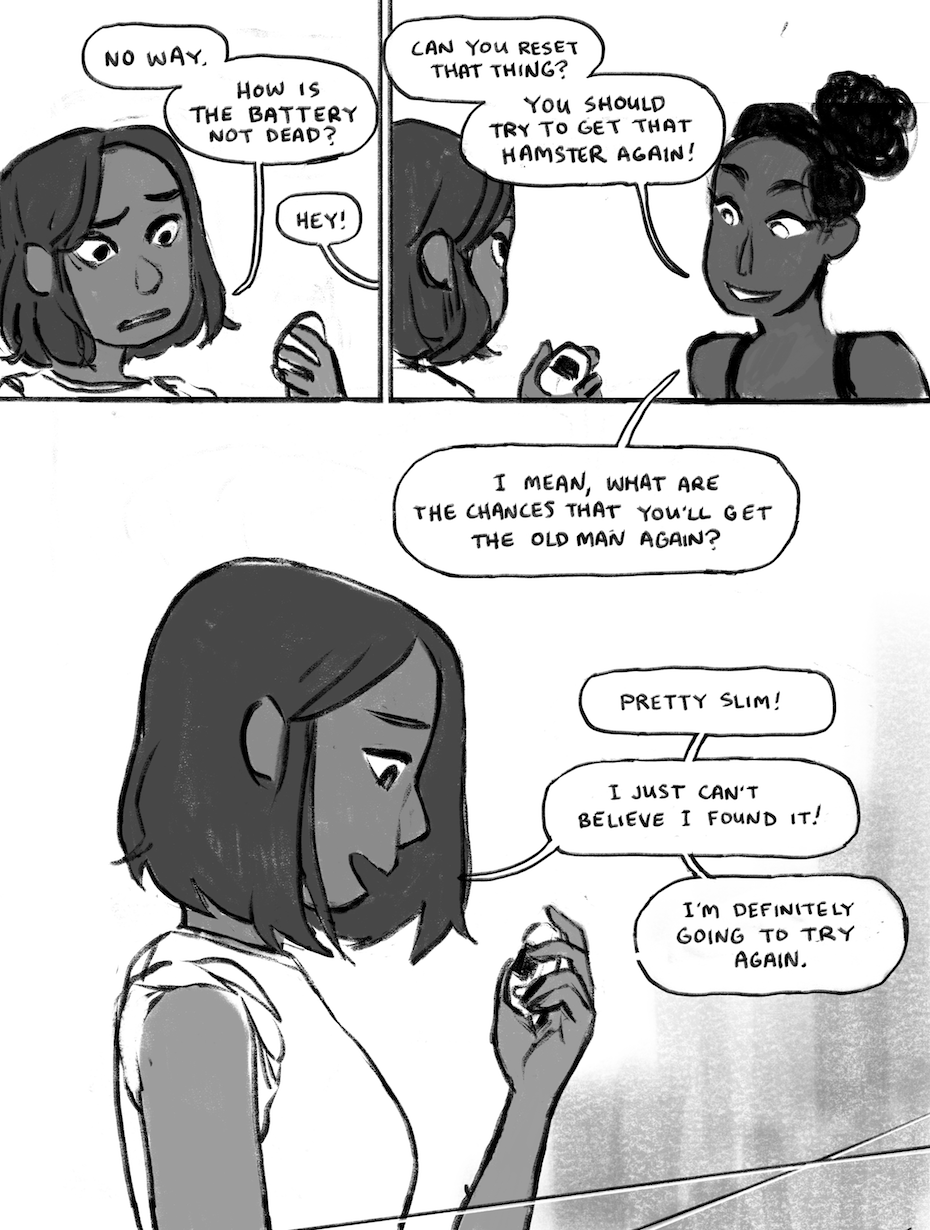 NO WAY.
HOW IS
THE BATTERY
NOT DEAD?
HEY!
CAN YOU RESET
THAT THING?
YOU SHOULD
TRY TO GET THAT
HAMSTER AGAIN!
I MEAN, WHAT ARE
THE CHANCES THAT YOU'LL GET
THE OLD MAN AGAIN?
PRETTY SLIM!
I JUST CAN'T
BELIEVE I FOUND IT!
I'M DEFINITELY
GOING TO TRY
AGAIN.